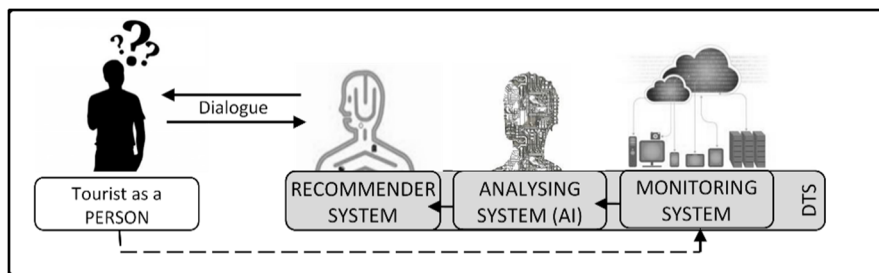 ???
Dialogue
Tourist as a
PERSON
RECOMMENDER
SYSTEM
ANALYSING
SYSTEM (AI)
MONITORING
SYSTEM
DTS